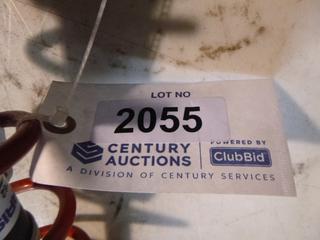 LOT NO
2055
CENTURY
AUCTIONS
POWERED BY
ClubBid
A DIVISION OF CENTURY SERVICES